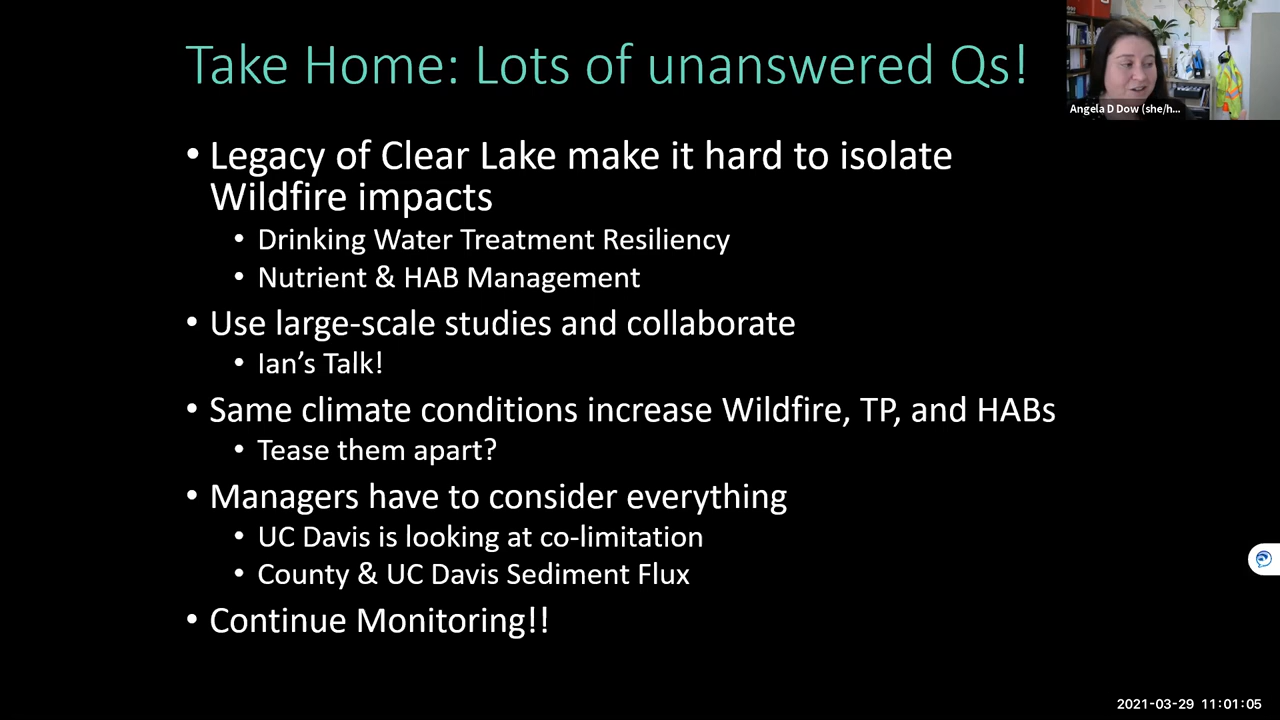 Take Home: Lots of unanswered Qs!
Angela D Dow (she/h...
• Legacy of Clear Lake make it hard to isolate
Wildfire impacts
• Drinking Water Treatment Resiliency
• Nutrient & HAB Management
• Use large-scale studies and collaborate
• Ian’s Talk!
• Same climate conditions increase Wildfire, TP, and HABs
• Tease them apart?
• Managers have to consider everything
• UC Davis is looking at co-limitation
• County & UC Davis Sediment Flux
• Continue Monitoring!!
2021-03-29 11:01:05